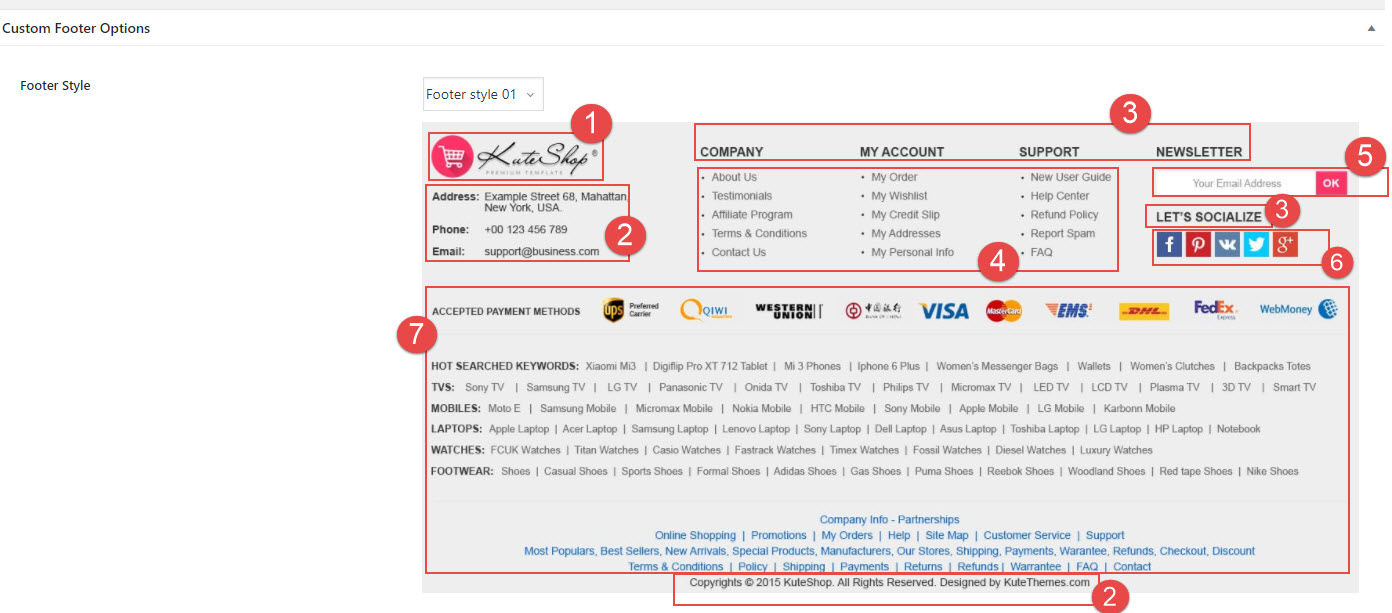 Custom Footer Options
Footer Style
Footer style 01
1
KuteShop®
PREMIUM TEMPLATE
Address: Example Street 68, Mahattan,
New York, USA.
Phone: +00 123 456 789
Email: support@business.com
2
3
COMPANY MY ACCOUNT SUPPORT NEWSLETTER
About Us My Order New User Guide
Testimonials My Wishlist Help Center
Affiliate Program My Credit Slip Refund Policy
Terms & Conditions My Addresses Report Spam
Contact Us My Personal Info FAQ
4
5
Your Email Address OK
LET'S SOCIALIZE
3
f P VK g+
6
7
ACCEPTED PAYMENT METHODS ups Preferred Carrier QIWI WESTERN UNION 中国银行 BANK OF CHINA VISA MasterCard EMS DHL FedEx Express WebMoney
HOT SEARCHED KEYWORDS: Xiaomi Mi3 | Digiflip Pro XT 712 Tablet | Mi 3 Phones | Iphone 6 Plus | Women's Messenger Bags | Wallets | Women's Clutches | Backpacks Totes
TVS: Sony TV | Samsung TV | LG TV | Panasonic TV | Onida TV | Toshiba TV | Philips TV | Micromax TV | LED TV | LCD TV | Plasma TV | 3D TV | Smart TV
MOBILES: Moto E | Samsung Mobile | Micromax Mobile | Nokia Mobile | HTC Mobile | Sony Mobile | Apple Mobile | LG Mobile | Karbonn Mobile
LAPTOPS: Apple Laptop | Acer Laptop | Samsung Laptop | Lenovo Laptop | Sony Laptop | Dell Laptop | Asus Laptop | Toshiba Laptop | LG Laptop | HP Laptop | Notebook
WATCHES: FCUK Watches | Titan Watches | Casio Watches | Fastrack Watches | Timex Watches | Fossil Watches | Diesel Watches | Luxury Watches
FOOTWEAR: Shoes | Casual Shoes | Sports Shoes | Formal Shoes | Adidas Shoes | Gas Shoes | Puma Shoes | Reebok Shoes | Woodland Shoes | Red tape Shoes | Nike Shoes
Company Info - Partnerships
Online Shopping | Promotions | My Orders | Help | Site Map | Customer Service | Support
Most Populars, Best Sellers, New Arrivals, Special Products, Manufacturers, Our Stores, Shipping, Payments, Warantee, Refunds, Checkout, Discount
Terms & Conditions | Policy | Shipping | Payments | Returns | Refunds | Warrantee | FAQ | Contact
Copyrights © 2015 KuteShop. All Rights Reserved. Designed by KuteThemes.com
2